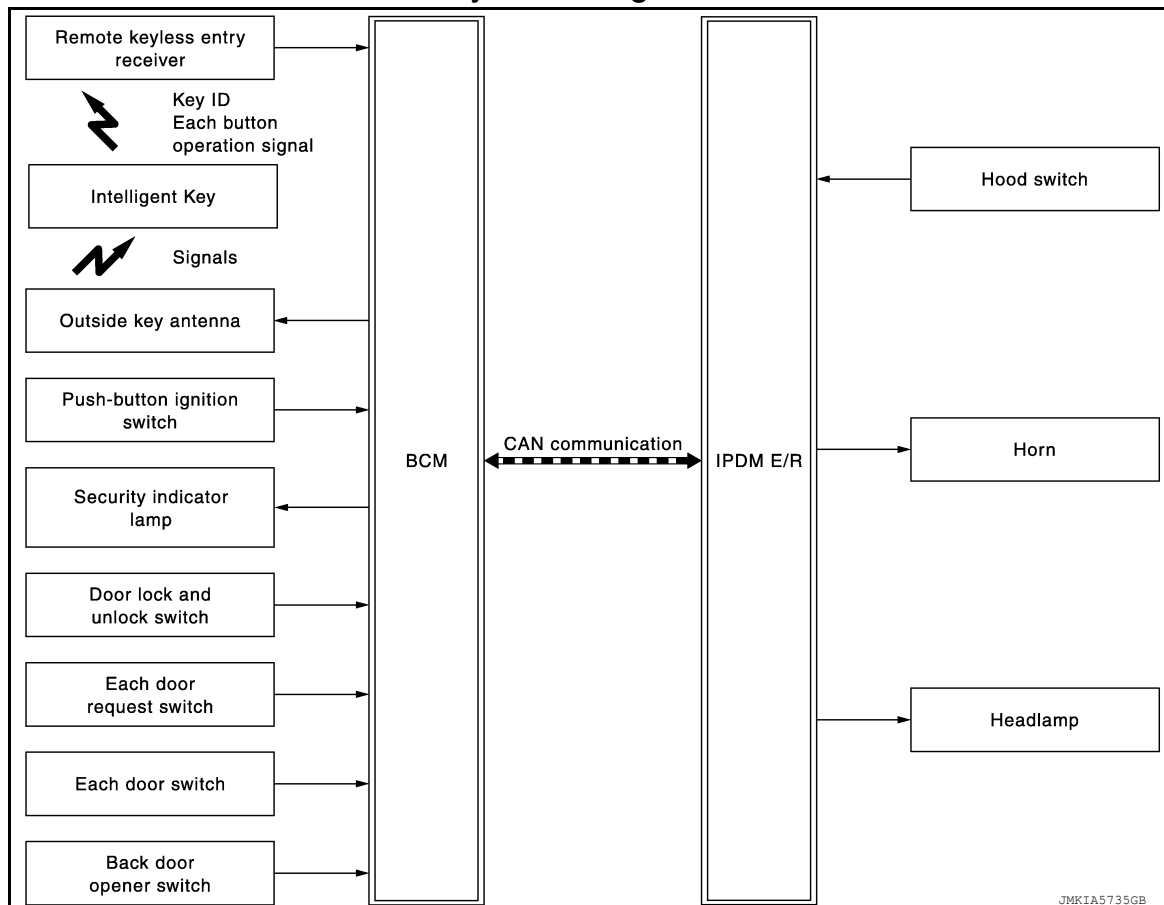 Remote keyless entry
receiver
Key ID
Each button
operation signal
Intelligent Key
Signals
Outside key antenna
Push-button ignition
switch
Security indicator
lamp
Door lock and
unlock switch
Each door
request switch
Each door switch
Back door
opener switch
BCM
CAN communication
IPDM E/R
Hood switch
Horn
Headlamp
JMKIA5735GB